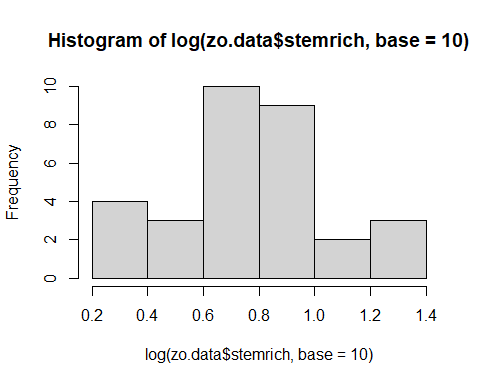 Histogram of log(zo.data$stemrich, base = 10)
Frequency
10
8
6
4
2
0
0.2 0.4 0.6 0.8 1.0 1.2 1.4
log(zo.data$stemrich, base = 10)